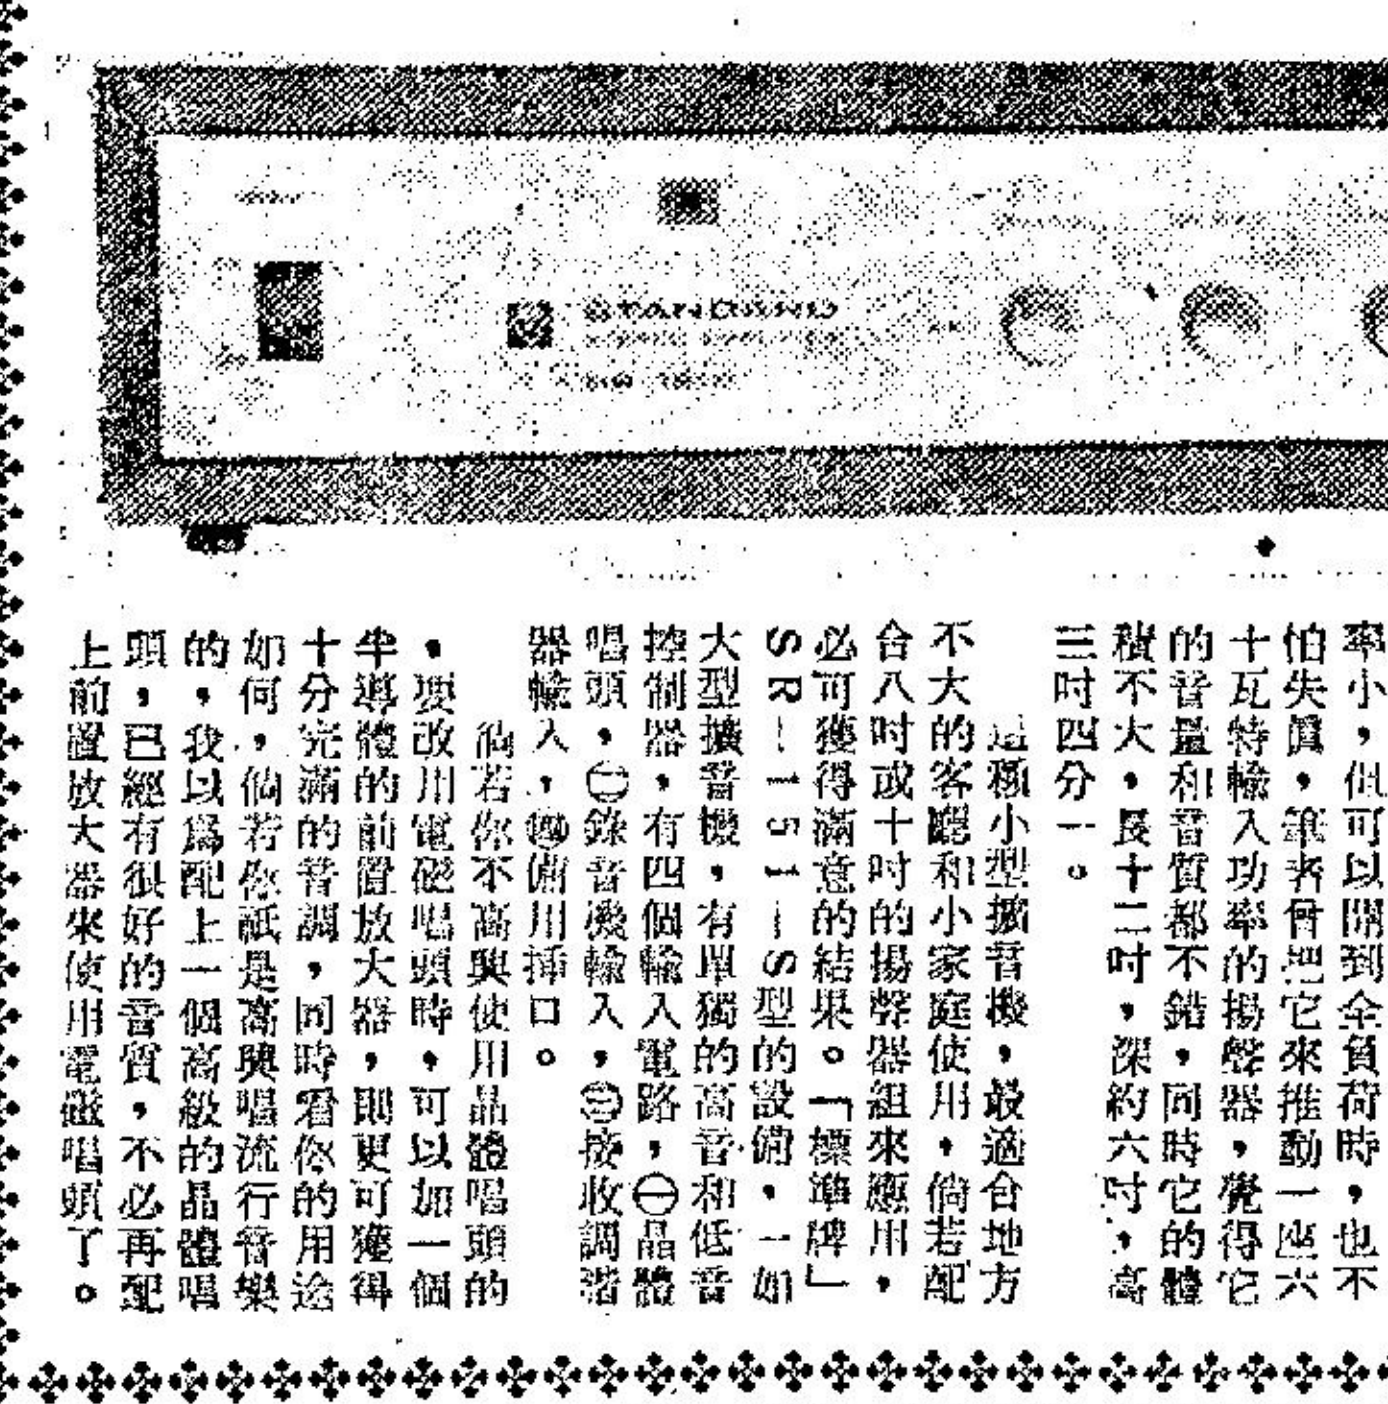 STANDARD
率小，但可以開到全負荷時，也不
怕失眞，筆者曾把它來推動一座六
十瓦特輸入功率的揚聲器，覺得它
的音量和音質都不錯，同時它的體
積不大，長十二吋，深約六吋，高
三吋四分一。
這種小型擴音機，最適合地方
不大的客廳和小家庭使用，倘若配
合八吋或十吋的揚聲器組來應用，
必可獲得滿意的結果。「標準牌」
SR－151－S型的設備，一如
大型擴音機，有單獨的高音和低音
控制器，有四個輸入電路，㊀晶體
唱頭，㊁錄音機輸入，㊂接收調諧
器輸入，㊃備用揷口。
倘若你不高興使用晶體唱頭的
，要改用電磁唱頭時，可以加一個
半導體的前置放大器，則更可獲得
十分完滿的音調，同時看你的用途
如何，倘若你祇是高興唱流行音樂
的，我以爲配上一個高級的晶體唱
頭，已經有很好的音質，不必再配
上前置放大器來使用電磁唱頭了。